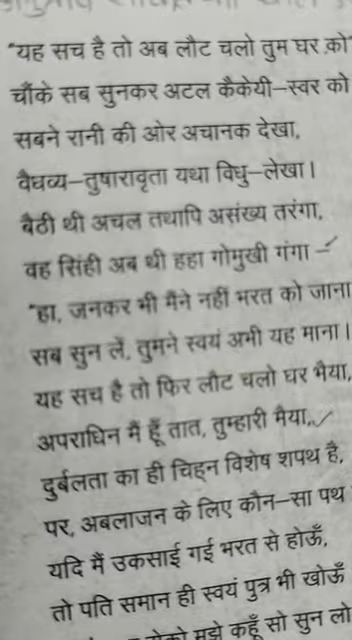 "यह सच है तो अब लौट चलो तुम घर को"
चौंके सब सुनकर अटल कैकेयी-स्वर को
सबने रानी की ओर अचानक देखा,
वैधव्य-तुषारावृता यथा विधु-लेखा।
बैठी थी अचल तथापि असंख्य तरंगा,
वह सिंही अब थी हहा गोमुखी गंगा -
"हा, जनकर भी मैंने नहीं भरत को जाना
सब सुन लें, तुमने स्वयं अभी यह माना।
यह सच है तो फिर लौट चलो घर भैया,
अपराधिन मैं हूँ तात, तुम्हारी मैया,
दुर्बलता का ही चिह्न विशेष शपथ है,
पर, अबलाजन के लिए कौन-सा पथ
यदि मैं उकसाई गई भरत से होऊँ,
तो पति समान ही स्वयं पुत्र भी खोऊँ
मुझे कहूँ सो सुन लो